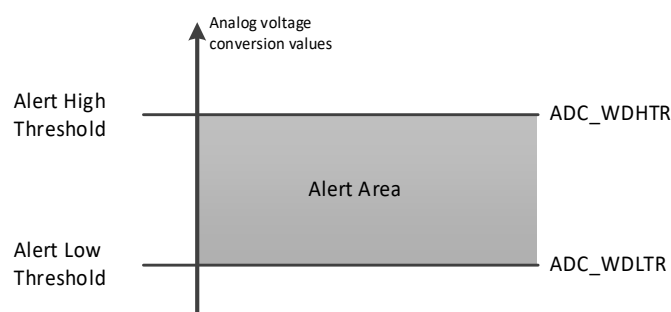 Analog voltage
conversion values
Alert High
Threshold
ADC_WDHTR
Alert Area
Alert Low
Threshold
ADC_WDLTR